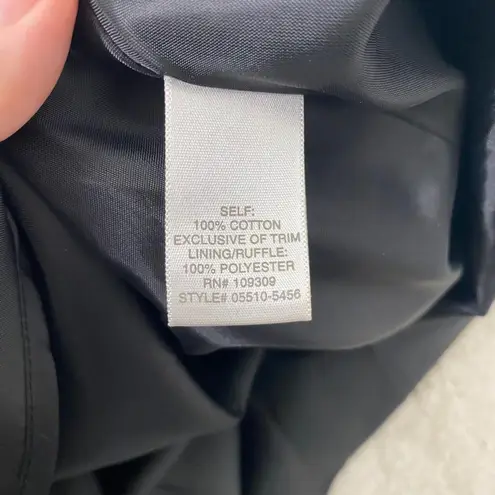 SELF:
100% COTTON
EXCLUSIVE OF TRIM
LINING/RUFFLE:
100% POLYESTER
RN# 109309
STYLE# 05510-5456